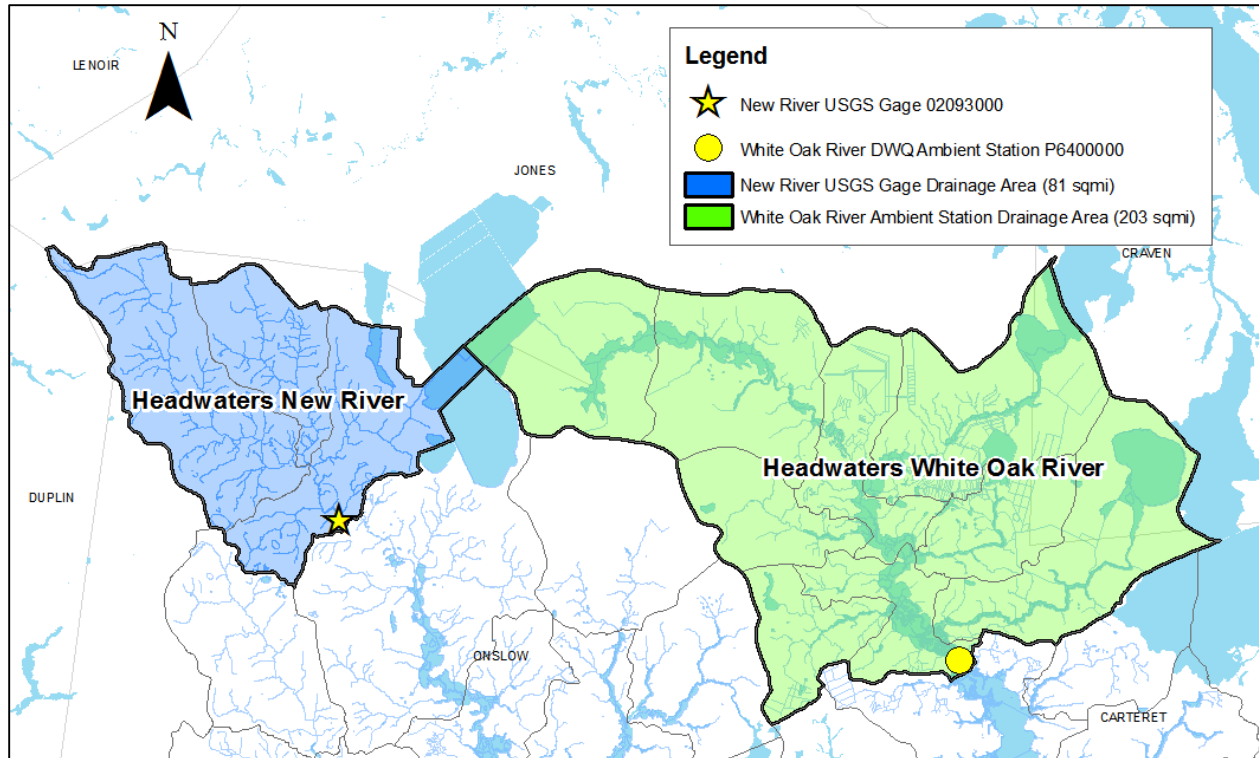 N
LENOIR
Legend
New River USGS Gage 02093000
White Oak River DWQ Ambient Station P6400000
New River USGS Gage Drainage Area (81 sqmi)
White Oak River Ambient Station Drainage Area (203 sqmi)
JONES
CRAVEN
Headwaters New River
Headwaters White Oak River
DUPLIN
ONSLOW
CARTERET